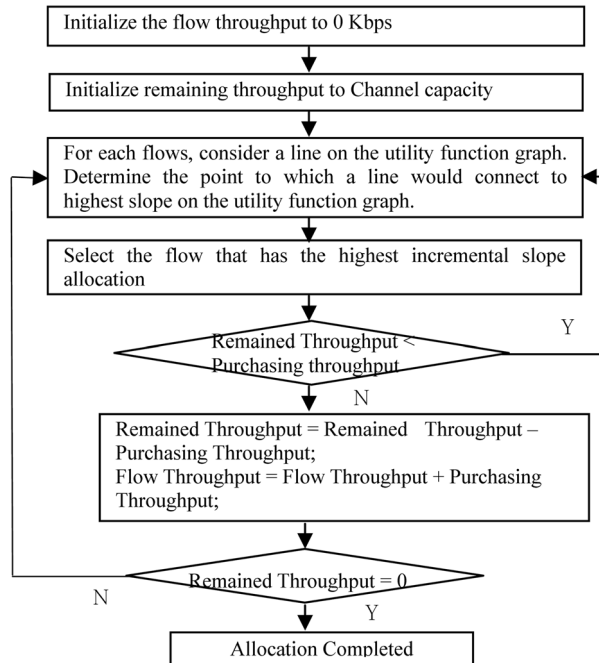 Initialize the flow throughput to 0 Kbps
Initialize remaining throughput to Channel capacity
For each flows, consider a line on the utility function graph.
Determine the point to which a line would connect to
highest slope on the utility function graph.
Select the flow that has the highest incremental slope
allocation
Remained Throughput <
Purchasing throughput
Y
N
Remained Throughput = Remained Throughput –
Purchasing Throughput;
Flow Throughput = Flow Throughput + Purchasing
Throughput;
Remained Throughput = 0
N
Y
Allocation Completed